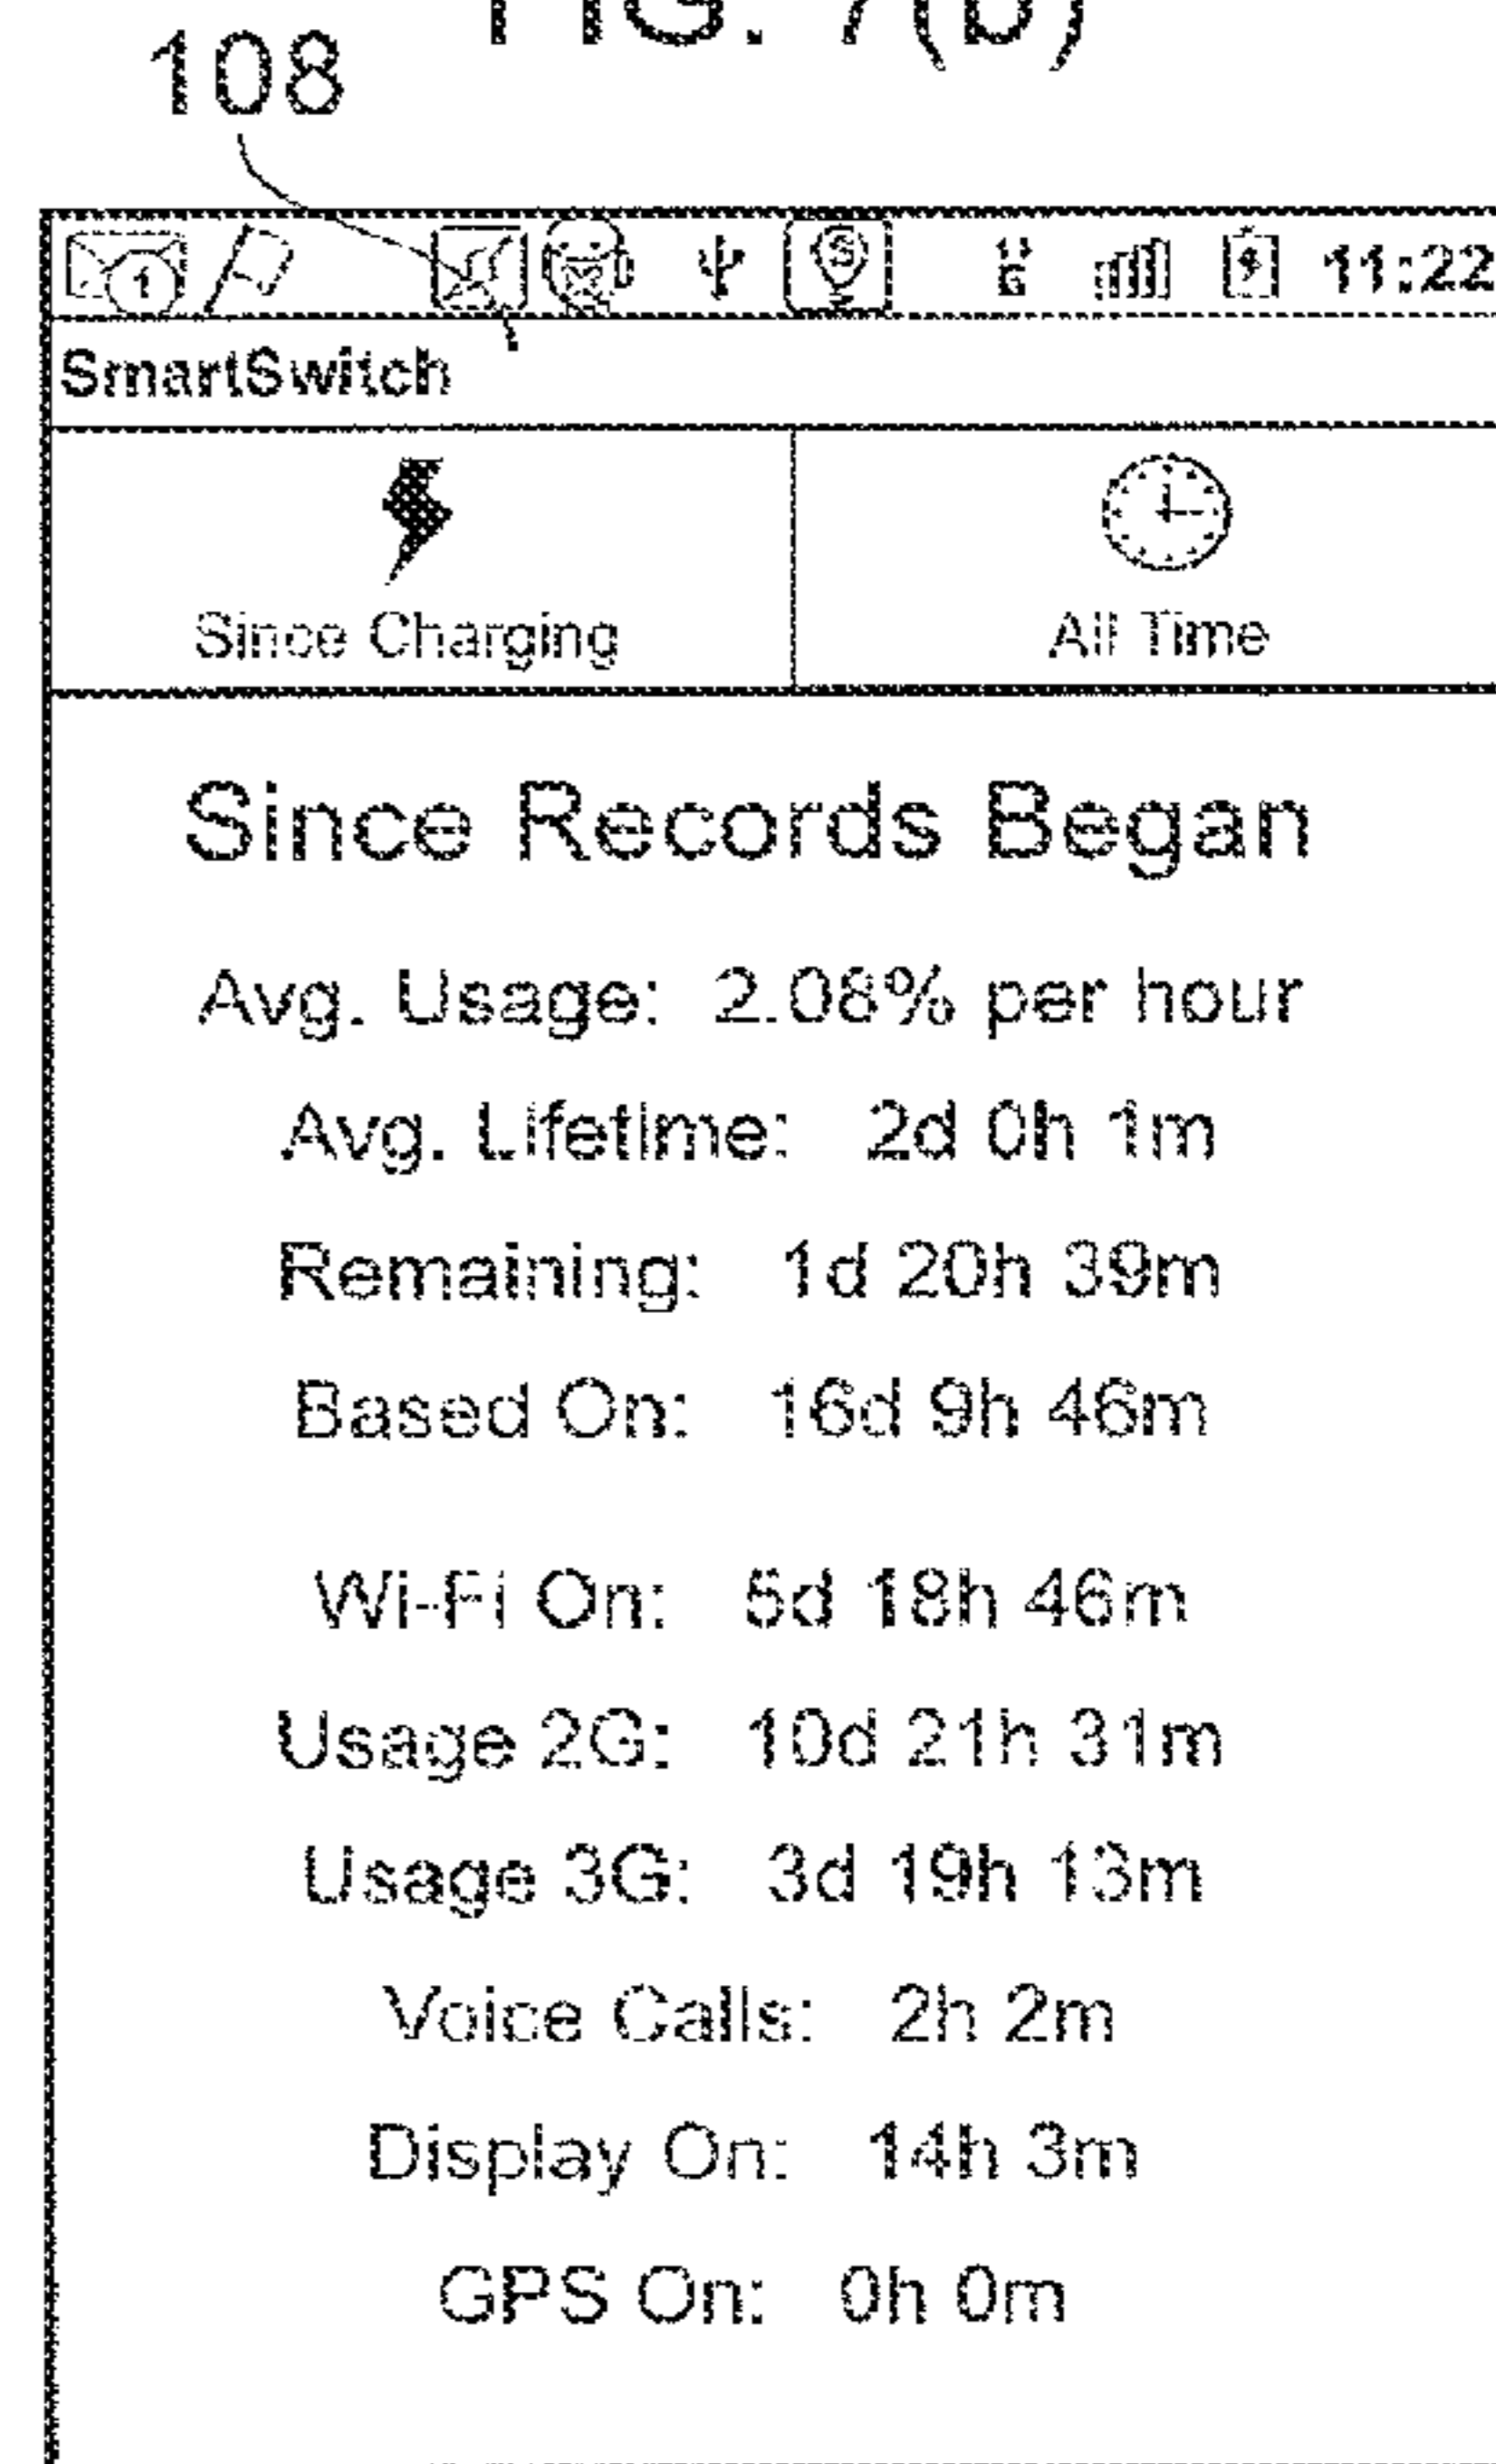 FIG. 7(b)
108
1 S G 11:22
SmartSwitch
Since Charging All Time
Since Records Began
Avg. Usage: 2.08% per hour
Avg. Lifetime: 2d 0h 1m
Remaining: 1d 20h 39m
Based On: 16d 9h 46m
Wi-Fi On: 5d 18h 46m
Usage 2G: 10d 21h 31m
Usage 3G: 3d 19h 13m
Voice Calls: 2h 2m
Display On: 14h 3m
GPS On: 0h 0m